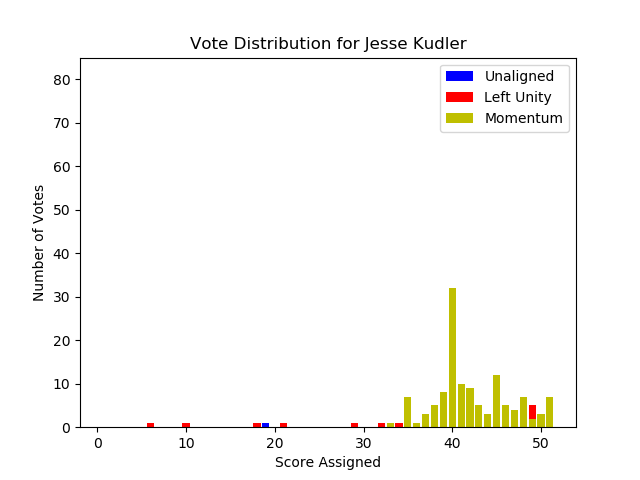 Vote Distribution for Jesse Kudler
Unaligned
Left Unity
Momentum
Number of Votes
80
70
60
50
40
30
20
10
0
0 10 20 30 40 50
Score Assigned